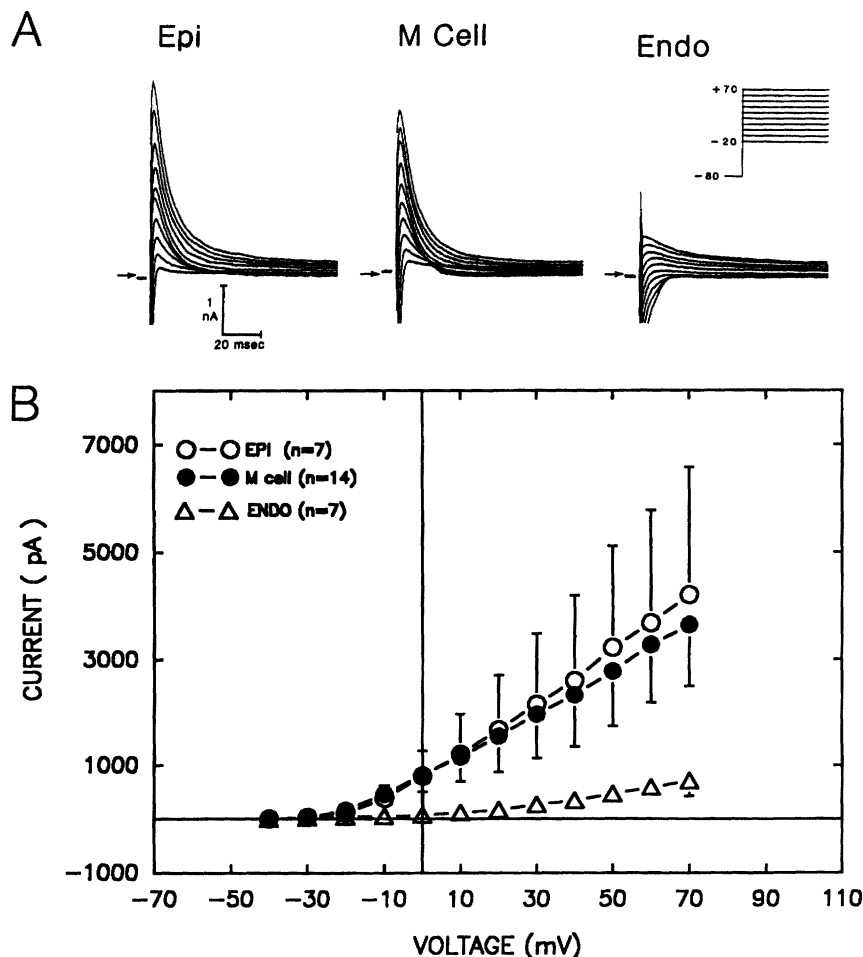 A
Epi
M Cell
Endo
+70
-20
-80
1
nA
20 msec
B
EPI (n=7)
M cell (n=14)
ENDO (n=7)
CURRENT ( pA)
7000
5000
3000
1000
-1000
-70 -50 -30 -10 10 30 50 70 90 110
VOLTAGE (mV)